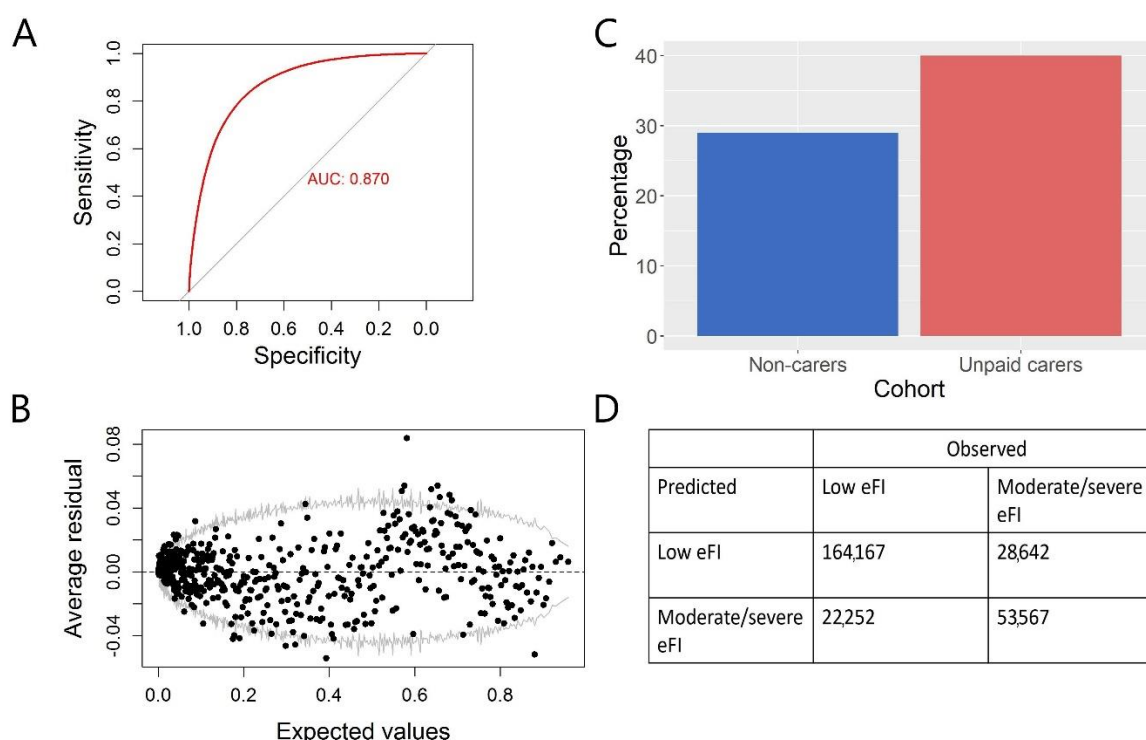 A
Sensitivity
0.0 0.2 0.4 0.6 0.8 1.0
AUC: 0.870
1.0 0.8 0.6 0.4 0.2 0.0
Specificity
C
Percentage
40
30
20
10
0
Non-carers Unpaid carers
Cohort
B
Average residual
-0.04 0.00 0.04 0.08
0.0 0.2 0.4 0.6 0.8
Expected values
D
Observed
Predicted Low eFI Moderate/severe
eFI
Low eFI 164,167 28,642
Moderate/severe 22,252 53,567
eFI